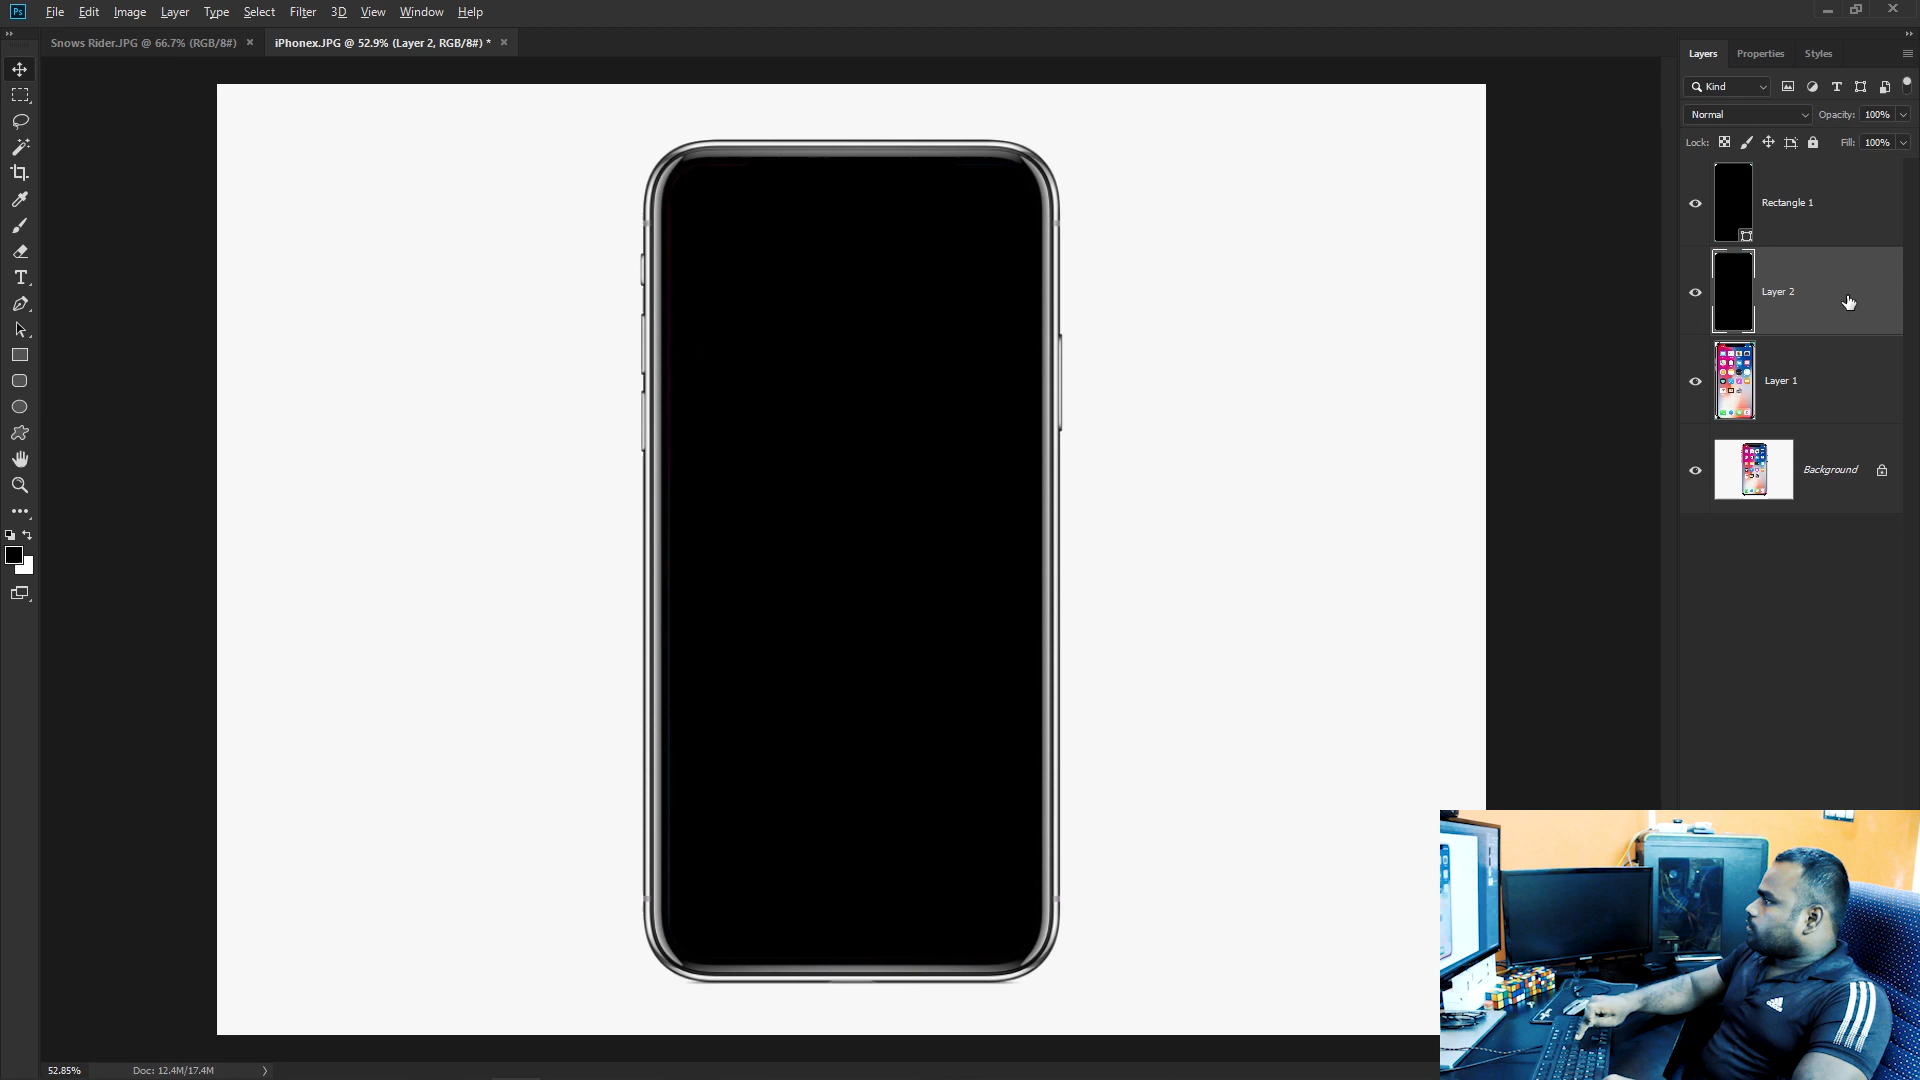 Ps File Edit Image Layer Type Select Filter 3D View Window Help
Snows Rider.JPG @ 66.7% (RGB/8#) × iPhonex.JPG @ 52.9% (Layer 2, RGB/8#) * ×
Layers Properties Styles
Kind
Normal Opacity: 100%
Lock: Fill: 100%
Rectangle 1
Layer 2
Layer 1
Background
52.85% Doc: 12.4M/17.4M